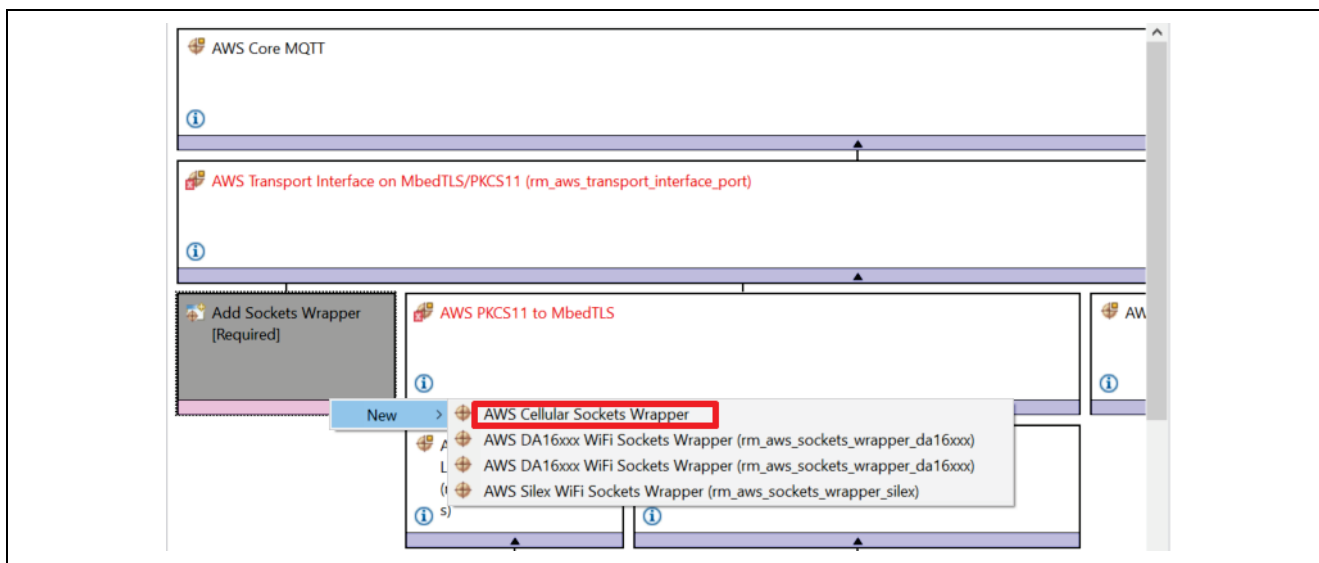 AWS Core MQTT
AWS Transport Interface on MbedTLS/PKCS11 (rm_aws_transport_interface_port)
Add Sockets Wrapper
[Required]
AWS PKCS11 to MbedTLS
AW
New
AWS Cellular Sockets Wrapper
AWS DA16xxx WiFi Sockets Wrapper (rm_aws_sockets_wrapper_da16xxx)
AWS DA16xxx WiFi Sockets Wrapper (rm_aws_sockets_wrapper_da16xxx)
AWS Silex WiFi Sockets Wrapper (rm_aws_sockets_wrapper_silex)
A
L
s)